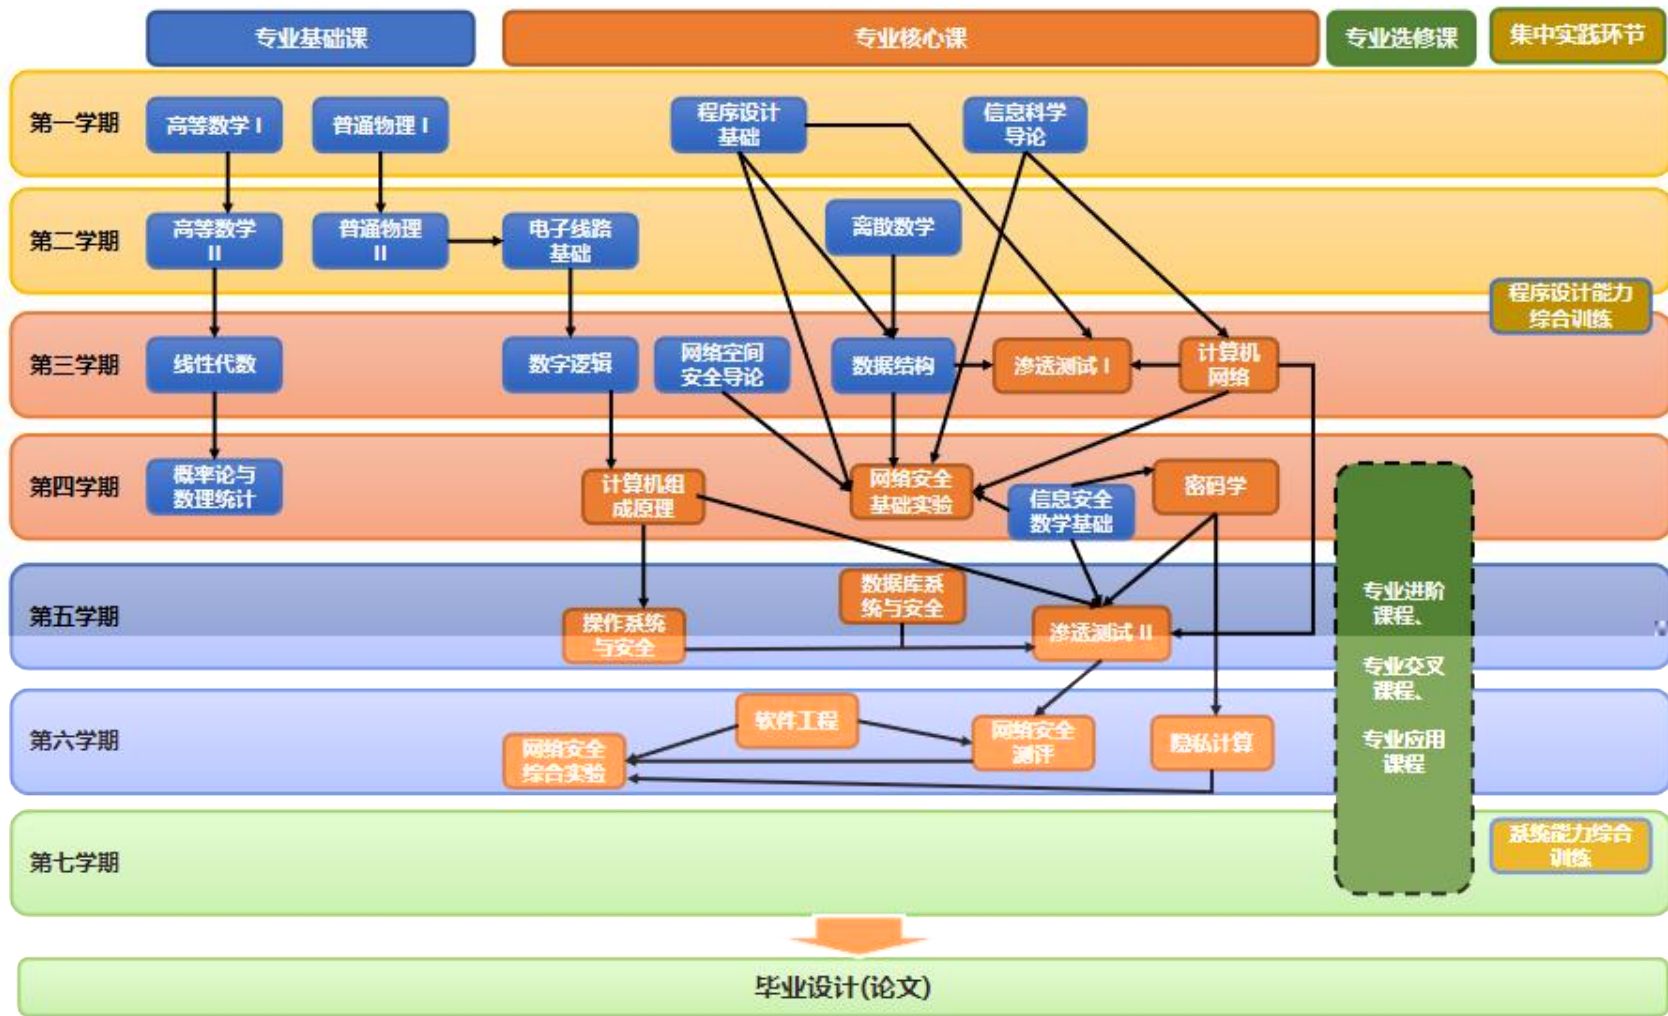 专业基础课
专业核心课
专业选修课
集中实践环节
第一学期
高等数学 I
普通物理 I
程序设计
基础
信息科学
导论
第二学期
高等数学
II
普通物理
II
电子线路
基础
离散数学
程序设计能力
综合训练
第三学期
线性代数
数字逻辑
网络空间
安全导论
数据结构
渗透测试 I
计算机
网络
第四学期
概率论与
数理统计
计算机组
成原理
网络安全
基础实验
信息安全
数学基础
密码学
第五学期
操作系统
与安全
数据库系
统与安全
渗透测试 II
专业进阶
课程、
专业交叉
课程、
专业应用
课程
第六学期
网络安全
综合实验
软件工程
网络安全
测评
隐私计算
第七学期
系统能力综合
训练
毕业设计(论文)